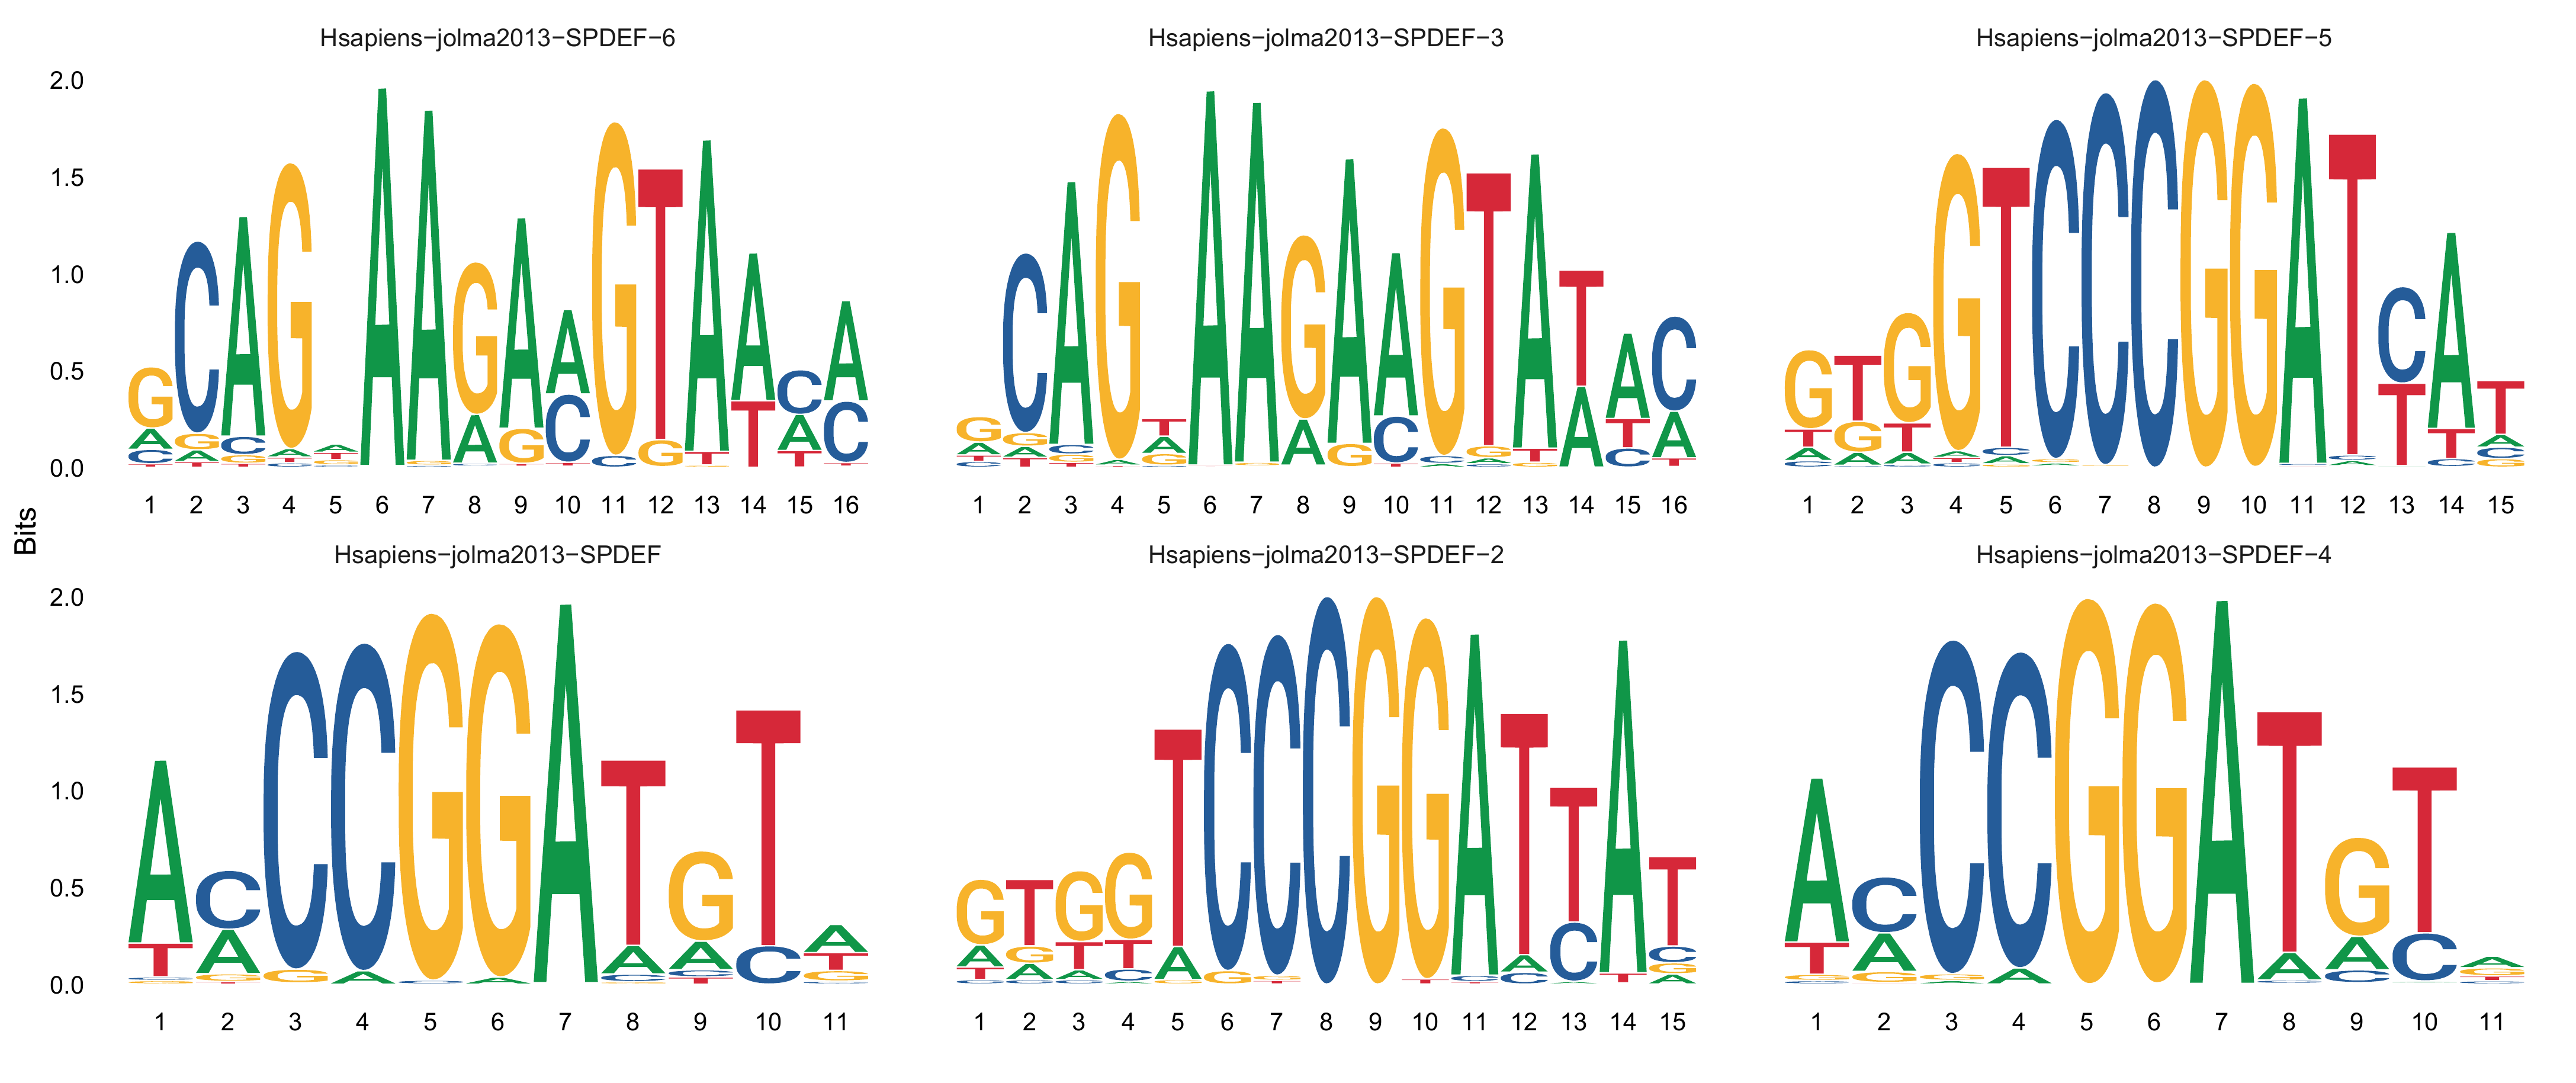 Hsapiens−jolma2013−SPDEF−6
Hsapiens−jolma2013−SPDEF−3
Hsapiens−jolma2013−SPDEF−5
2.0
1.5
1.0
0.5
0.0
1 2 3 4 5 6 7 8 9 10 11 12 13 14 15 16
1 2 3 4 5 6 7 8 9 10 11 12 13 14 15 16
1 2 3 4 5 6 7 8 9 10 11 12 13 14 15
Bits
Hsapiens−jolma2013−SPDEF
Hsapiens−jolma2013−SPDEF−2
Hsapiens−jolma2013−SPDEF−4
2.0
1.5
1.0
0.5
0.0
1 2 3 4 5 6 7 8 9 10 11
1 2 3 4 5 6 7 8 9 10 11 12 13 14 15
1 2 3 4 5 6 7 8 9 10 11